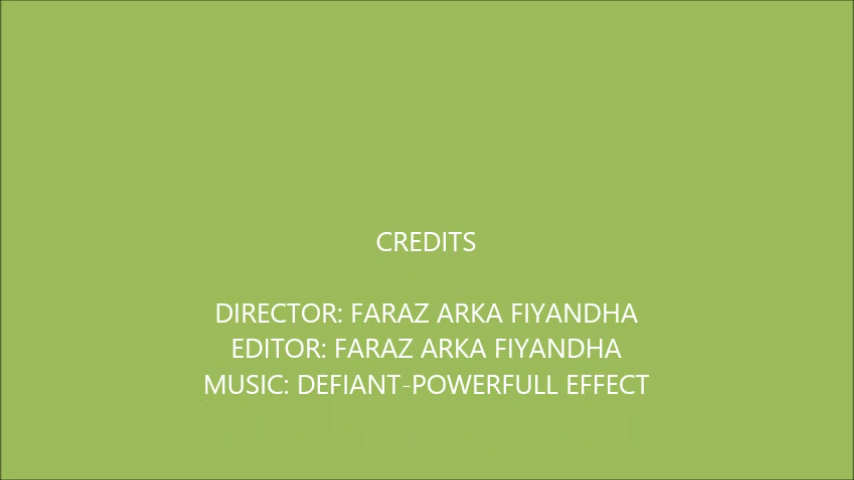 CREDITS
DIRECTOR: FARAZ ARKA FIYANDHA
EDITOR: FARAZ ARKA FIYANDHA
MUSIC: DEFIANT-POWERFULL EFFECT